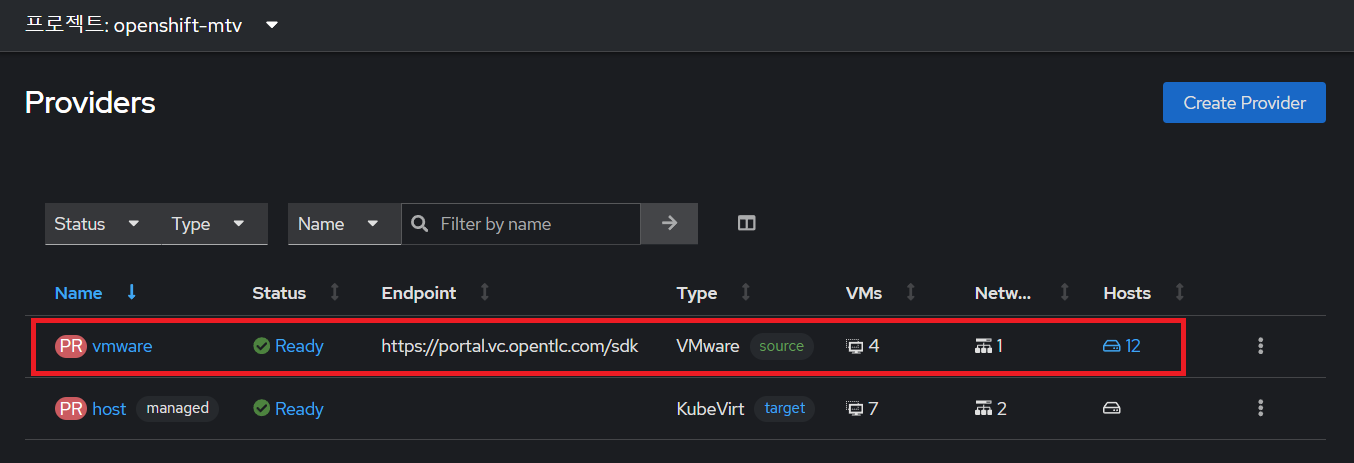 프로젝트: openshift-mtv
Providers
Create Provider
Status Type Name Filter by name
Name Status Endpoint Type VMs Netw... Hosts
PR vmware Ready https://portal.vc.opentlc.com/sdk VMware source 4 1 12
PR host managed Ready KubeVirt target 7 2